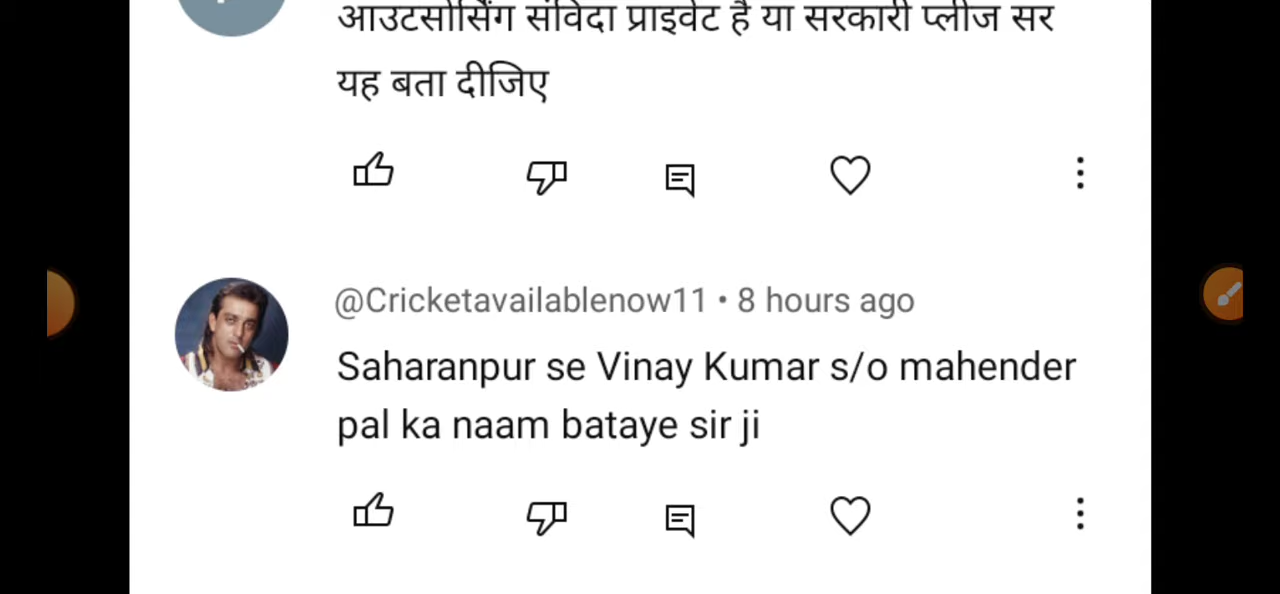 आउटसोर्सिंग संविदा प्राइवेट है या सरकारी प्लीज सर
यह बता दीजिए
@Cricketavailablenow11 • 8 hours ago
Saharanpur se Vinay Kumar s/o mahender
pal ka naam bataye sir ji